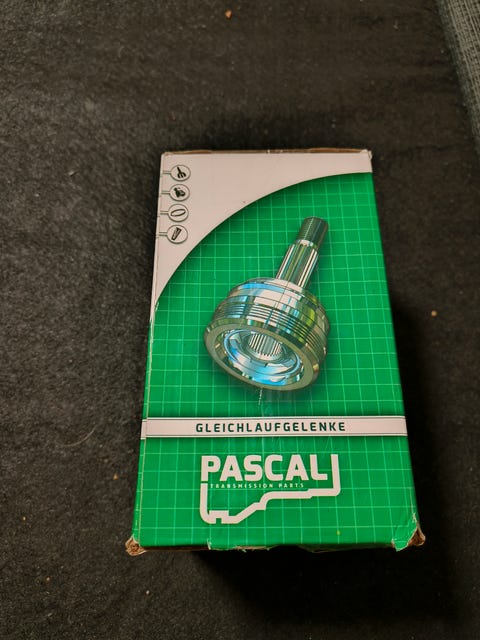 GLEICHLAUFGELENKE
PASCAL
TRANSMISSION PARTS